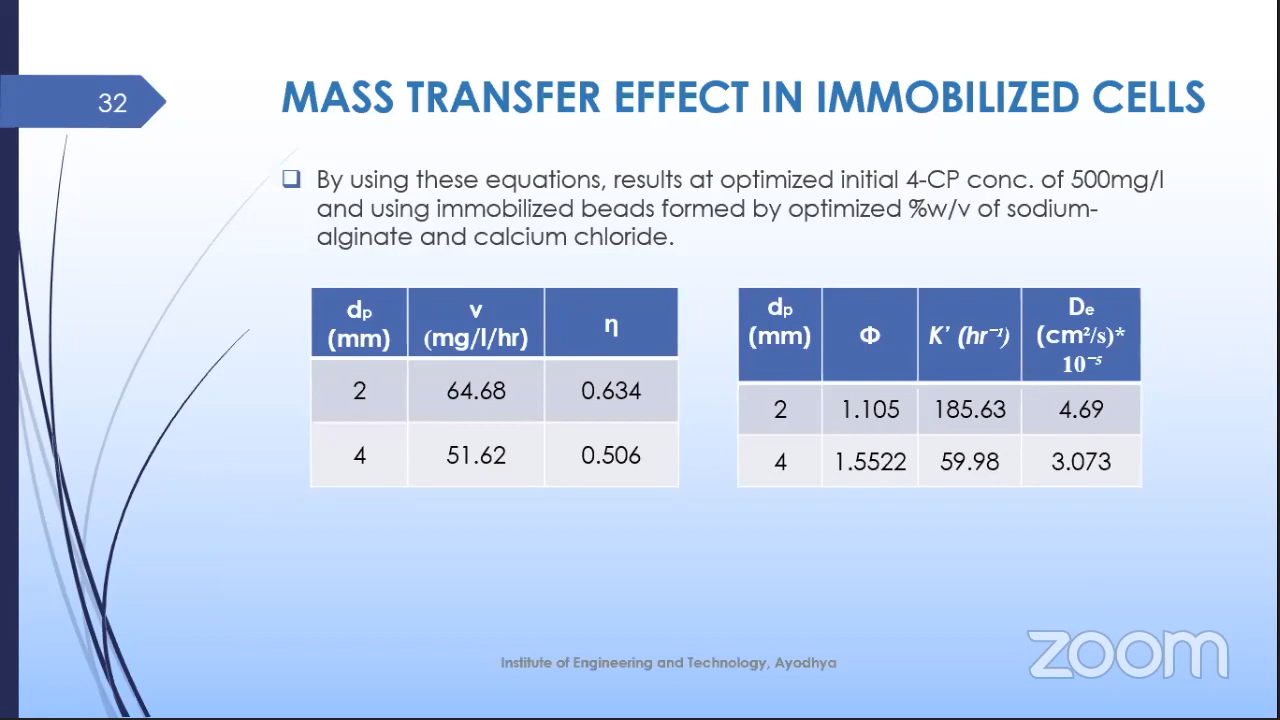 32
MASS TRANSFER EFFECT IN IMMOBILIZED CELLS
❑ By using these equations, results at optimized initial 4-CP conc. of 500mg/l
and using immobilized beads formed by optimized %w/v of sodium-
alginate and calcium chloride.
dₚ (mm) v (mg/l/hr) η
2 64.68 0.634
4 51.62 0.506
dₚ (mm) Φ K’ (hr⁻¹) Dₑ (cm²/s)* 10⁻⁵
2 1.105 185.63 4.69
4 1.5522 59.98 3.073
Institute of Engineering and Technology, Ayodhya
zoom